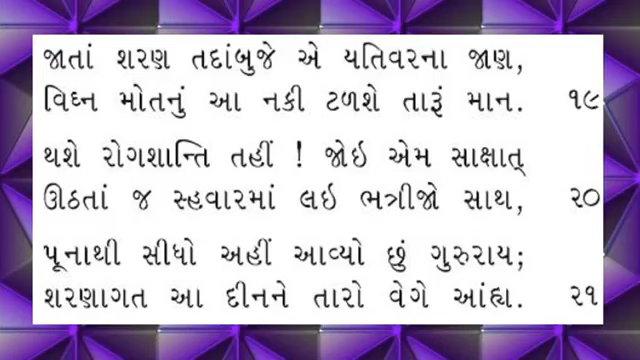 જાતાં શરણ તદાંબુજે એ યતિવરના જાણ,
વિઘ્ન મોતનું આ નકી ટળશે તારૂં માન. ૧૯
થશે રોગશાન્તિ તહીં ! જોઇ એમ સાક્ષાત્
ઊઠતાં જ સ્હવારમાં લઇ ભત્રીજો સાથ, ૨૦
પૂનાથી સીધો અહીં આવ્યો છું ગુરુરાય;
શરણાગત આ દીનને તારો વેગે આંહ્ય. ૨૧